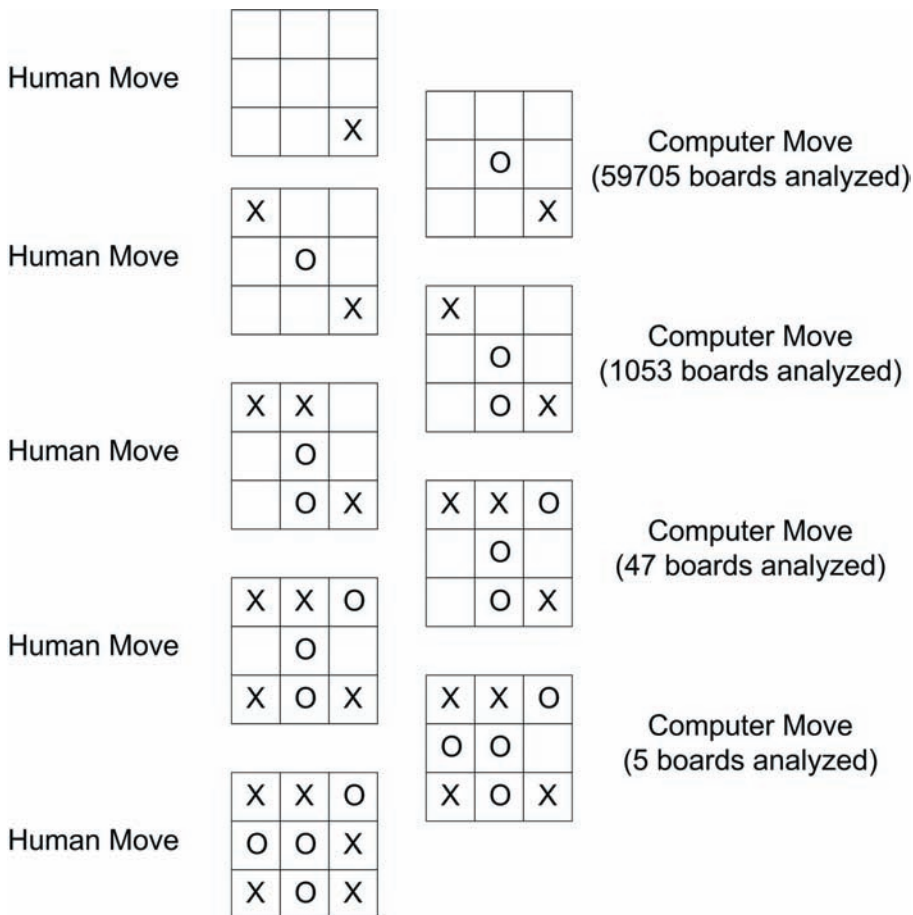 Human Move
X
O
X
Computer Move
(59705 boards analyzed)
X
O
X
Human Move
X
O
O X
Computer Move
(1053 boards analyzed)
X X
O
O X
Human Move
X X O
O
O X
Computer Move
(47 boards analyzed)
X X O
O
X O X
Human Move
X X O
O O
X O X
Computer Move
(5 boards analyzed)
X X O
O O X
X O X
Human Move